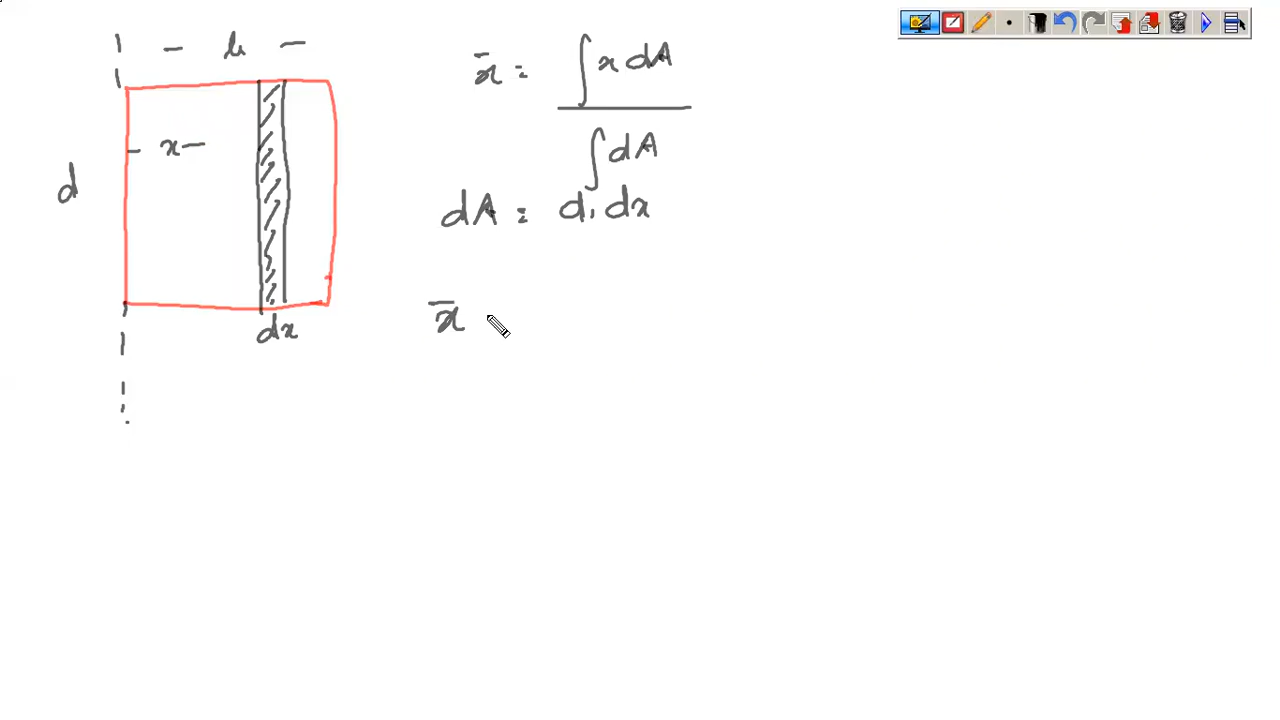 b
x̄ = ∫ x dA
x
∫ dA
d
dA = d. dx
x̄
dx